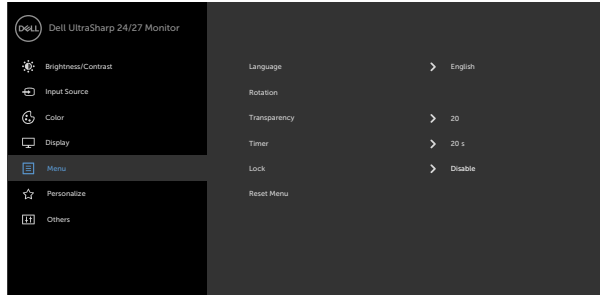 DELL Dell UltraSharp 24/27 Monitor
Brightness/Contrast
Input Source
Color
Display
Menu
Personalize
Others
Language > English
Rotation
Transparency > 20
Timer > 20 s
Lock > Disable
Reset Menu